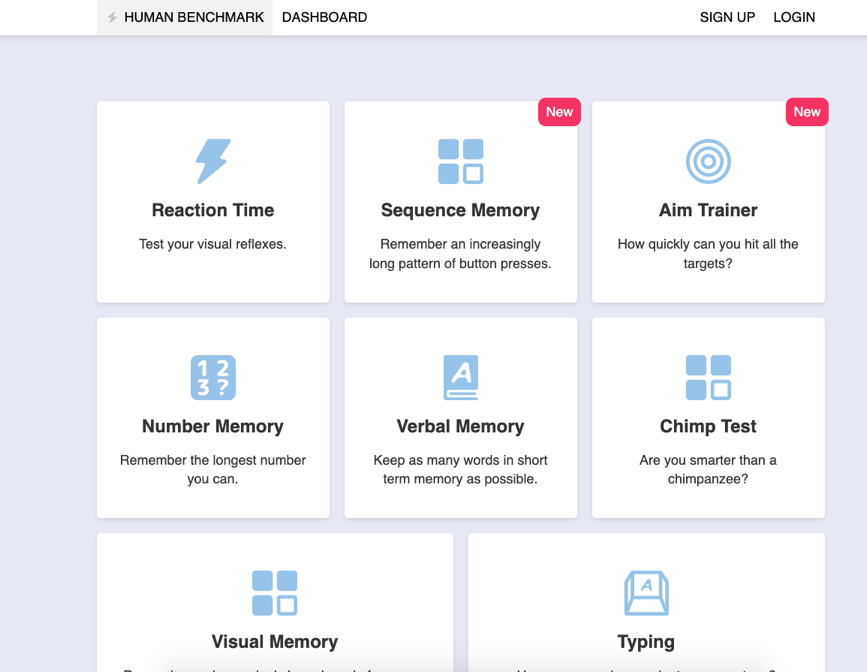 HUMAN BENCHMARK DASHBOARD SIGN UP LOGIN
New
New
Reaction Time
Test your visual reflexes.
Sequence Memory
Remember an increasingly
long pattern of button presses.
Aim Trainer
How quickly can you hit all the
targets?
1 2
3 ?
Number Memory
Remember the longest number
you can.
A
Verbal Memory
Keep as many words in short
term memory as possible.
Chimp Test
Are you smarter than a
chimpanzee?
Visual Memory
A
Typing